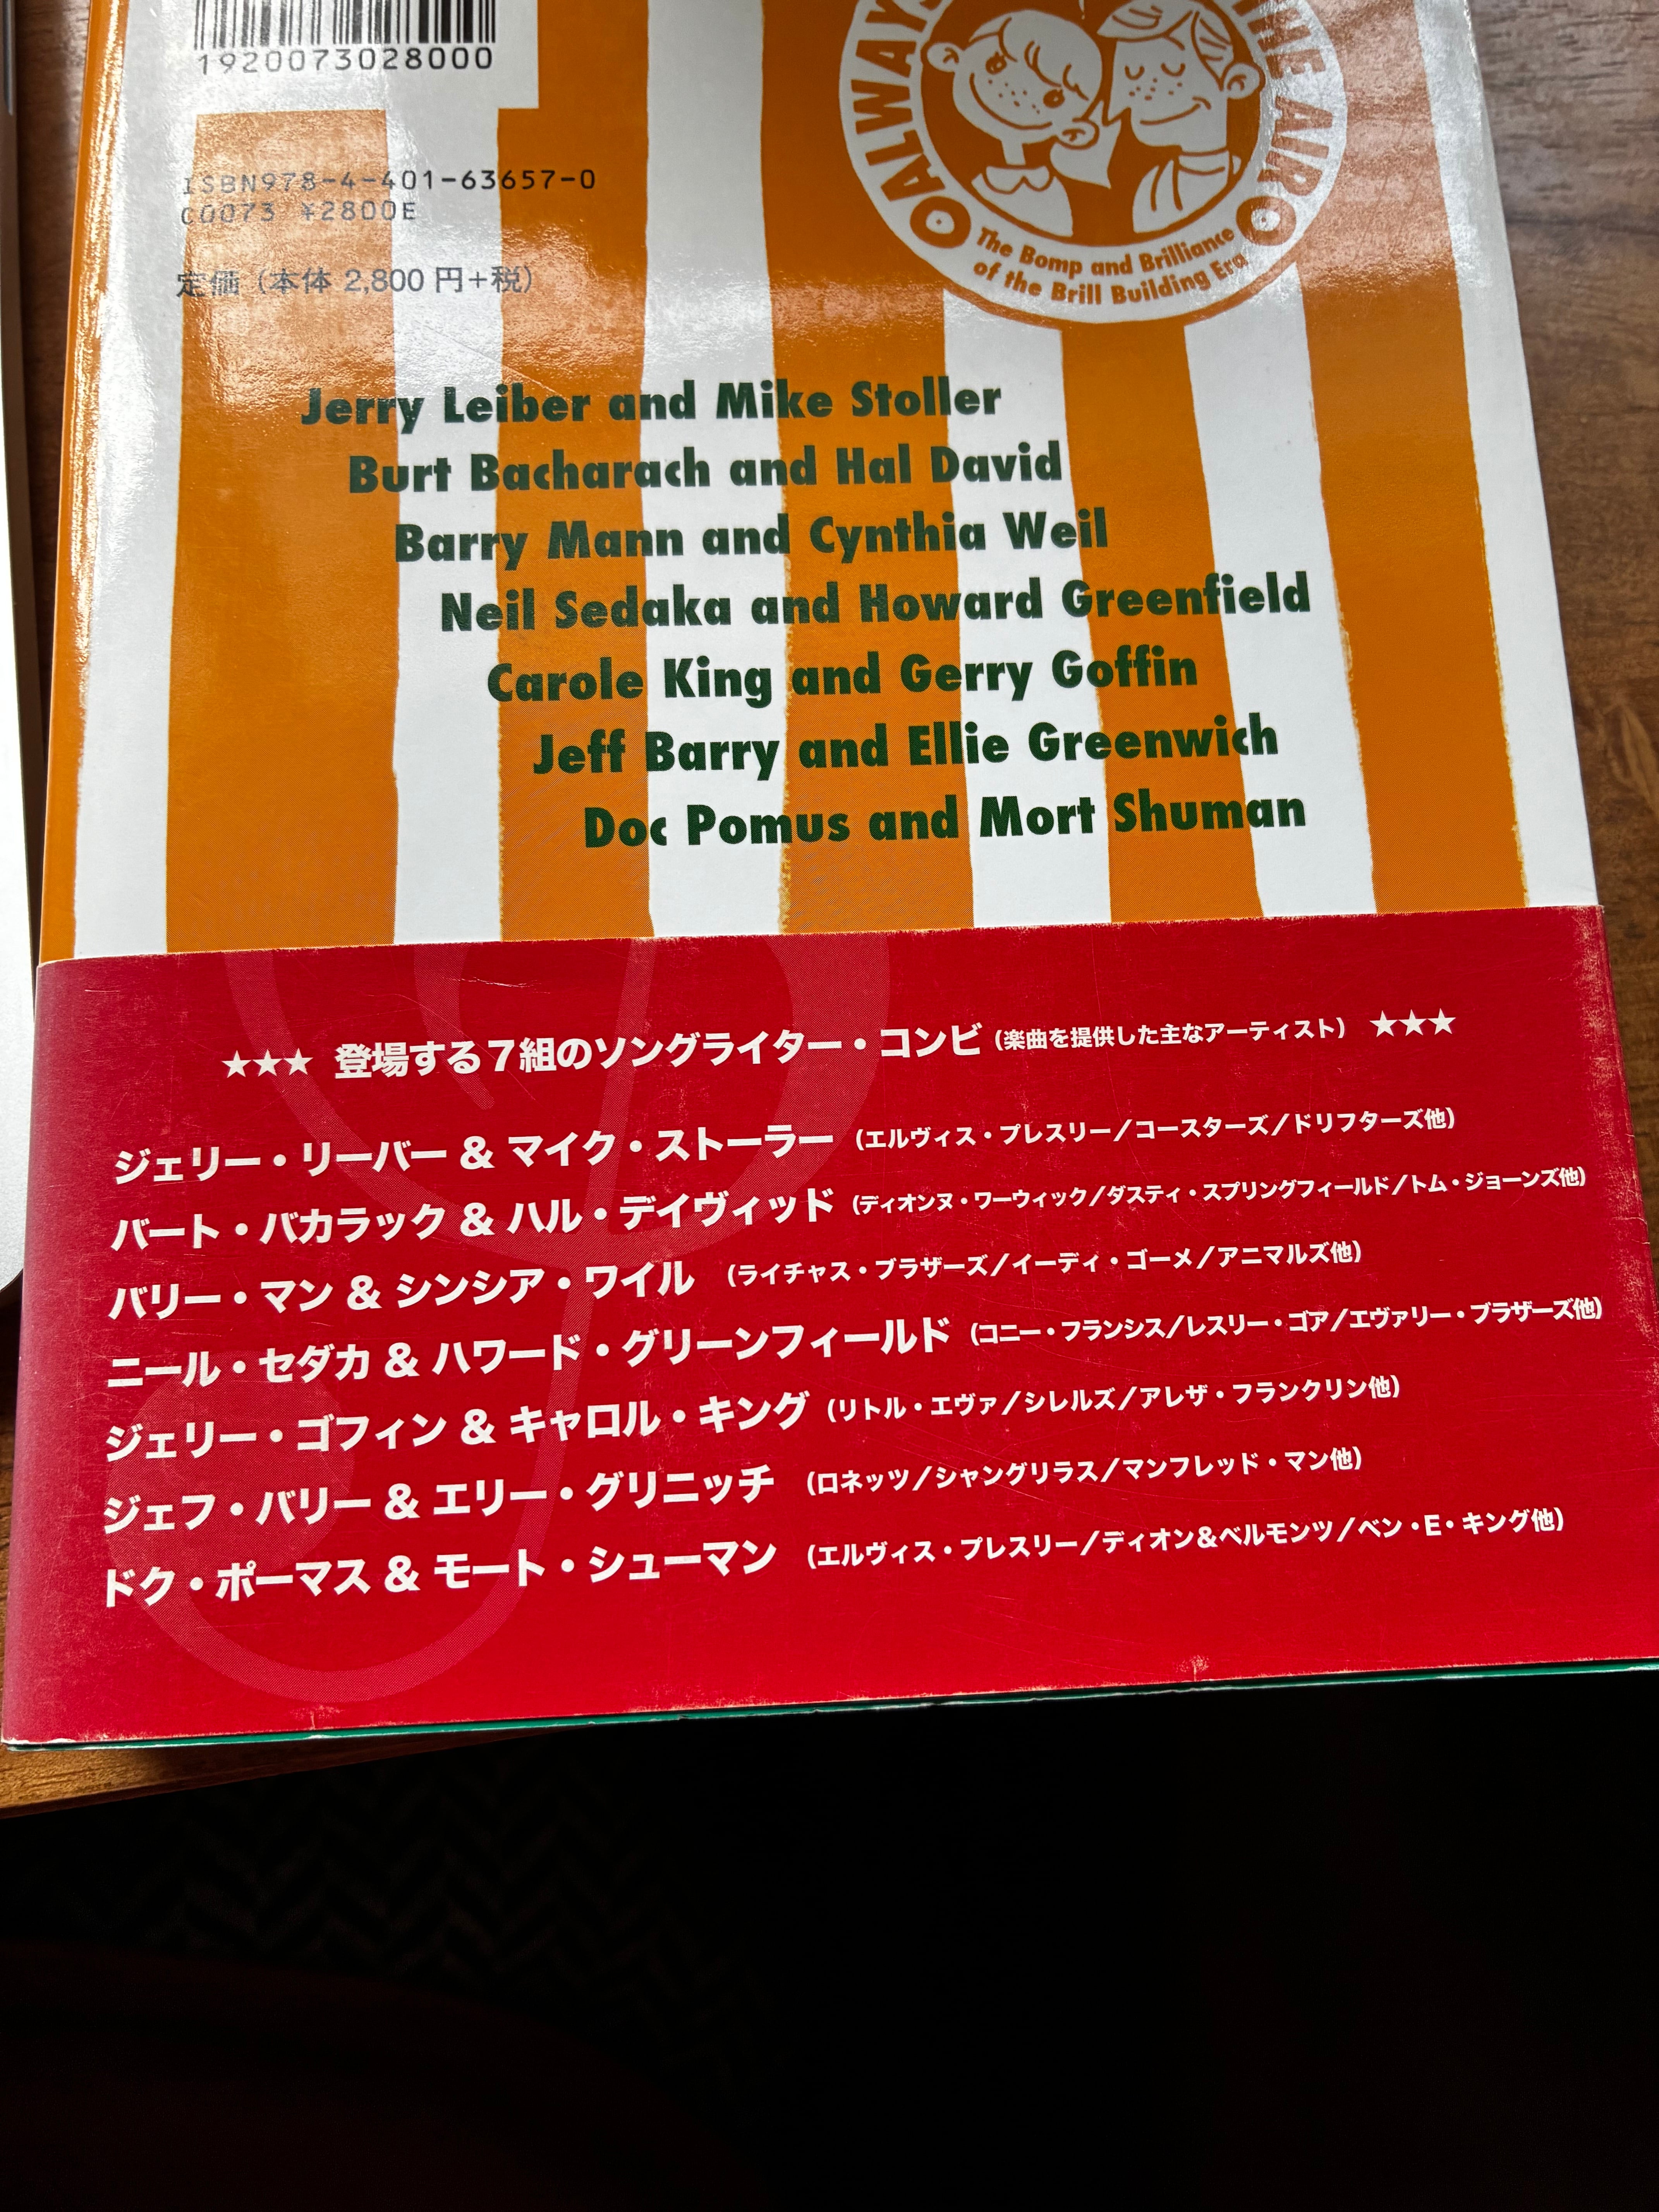 1920073028000
ISBN978-4-401-63657-0
C0073 ¥2800E
定価（本体 2,800 円+税）
ALWAYS
THE AIR
The Bomp and Brilliance
of the Brill Building Era
Jerry Leiber and Mike Stoller
Burt Bacharach and Hal David
Barry Mann and Cynthia Weil
Neil Sedaka and Howard Greenfield
Carole King and Gerry Goffin
Jeff Barry and Ellie Greenwich
Doc Pomus and Mort Shuman
★★★ 登場する7組のソングライター・コンビ（楽曲を提供した主なアーティスト） ★★★
ジェリー・リーバー & マイク・ストーラー（エルヴィス・プレスリー／コースターズ／ドリフターズ他）
バート・バカラック & ハル・デイヴィッド（ディオンヌ・ワーウィック／ダスティ・スプリングフィールド／トム・ジョーンズ他）
バリー・マン & シンシア・ワイル（ライチャス・ブラザーズ／イーディ・ゴーメ／アニマルズ他）
ニール・セダカ & ハワード・グリーンフィールド（コニー・フランシス／レスリー・ゴア／エヴァリー・ブラザーズ他）
ジェリー・ゴフィン & キャロル・キング（リトル・エヴァ／シレルズ／アレサ・フランクリン他）
ジェフ・バリー & エリー・グリニッチ（ロネッツ／シャングリラス／マンフレッド・マン他）
ドク・ポーマス & モート・シューマン（エルヴィス・プレスリー／ディオン&ベルモンツ／ベン・E・キング他）